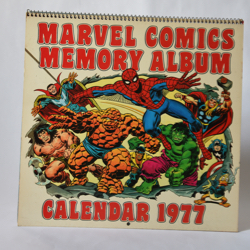 MARVEL COMICS
MEMORY ALBUM
CALENDAR 1977